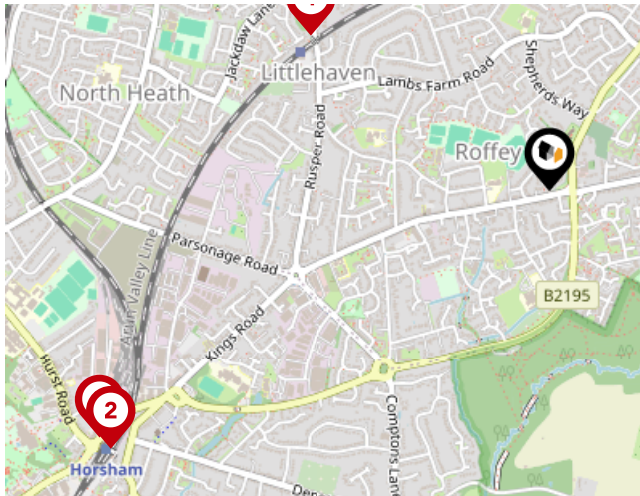 Jackdaw Lane
Littlehaven
Shepherds Way
North Heath
Lambs Farm Road
Rusper Road
Roffey
Parsonage Road
Arun Valley Line
B2195
Kings Road
Hurst Road
2
Comptons Lane
Horsham